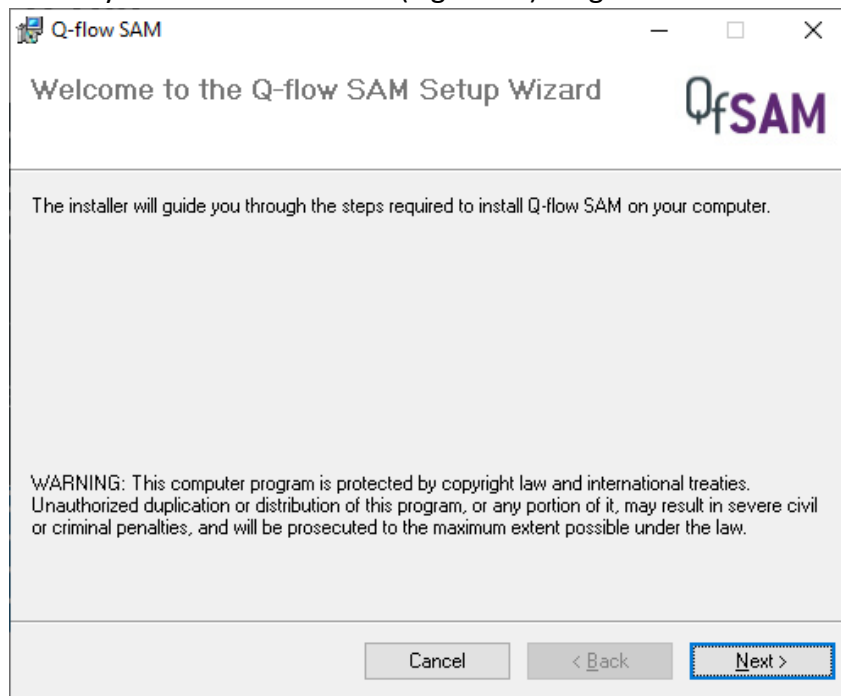 Q-flow SAM
Welcome to the Q-flow SAM Setup Wizard
QfSAM
The installer will guide you through the steps required to install Q-flow SAM on your computer.
WARNING: This computer program is protected by copyright law and international treaties.
Unauthorized duplication or distribution of this program, or any portion of it, may result in severe civil
or criminal penalties, and will be prosecuted to the maximum extent possible under the law.
Cancel
< Back
Next >